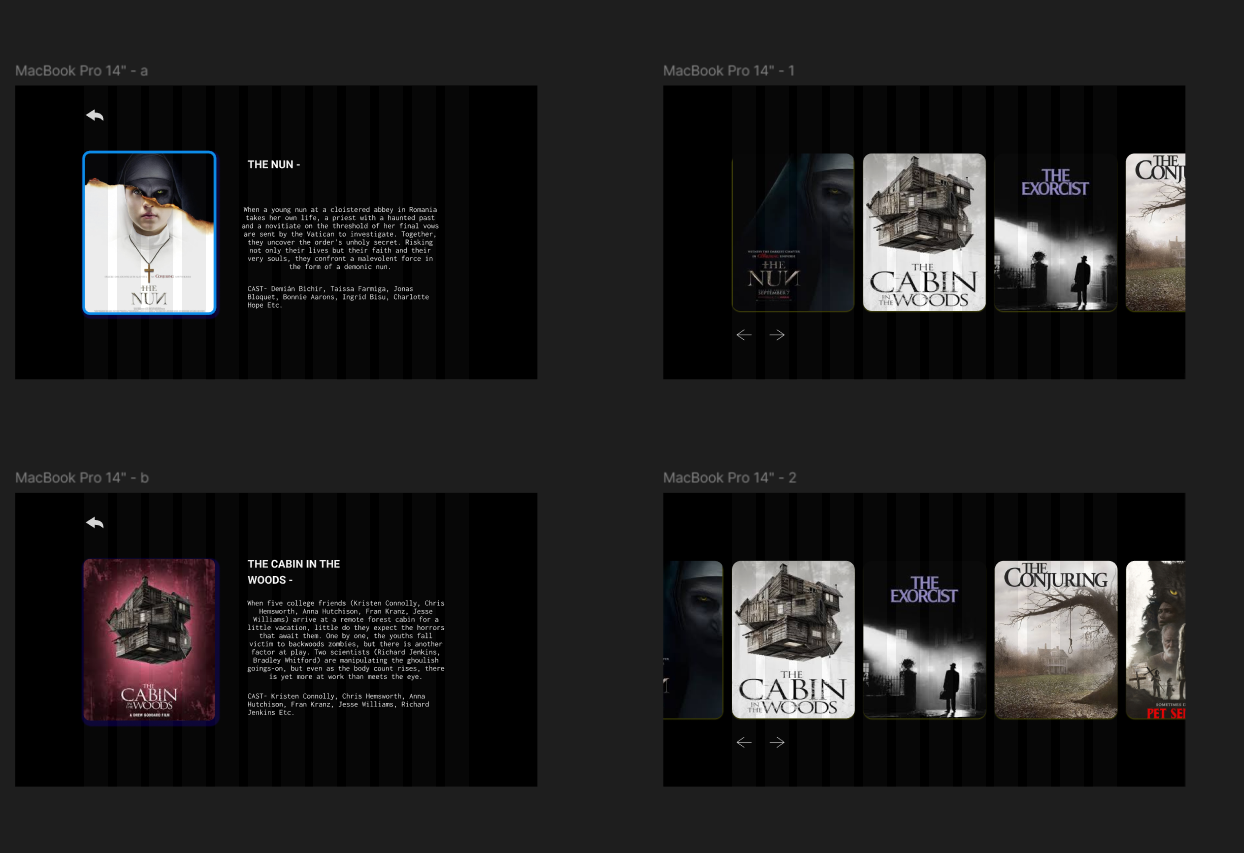 MacBook Pro 14" - a
THE NUN -
When a young nun at a cloistered abbey in Romania
takes her own life, a priest with a haunted past
and a novitiate on the threshold of her final vows
are sent by the Vatican to investigate. Together,
they uncover the order's unholy secret. Risking
not only their lives but their faith and their
very souls, they confront a malevolent force in
the form of a demonic nun.
CAST- Demián Bichir, Taissa Farmiga, Jonas
Bloquet, Bonnie Aarons, Ingrid Bisu, Charlotte
Hope Etc.
THE
NUN
MacBook Pro 14" - 1
THE
NUN
SEPTEMBER 7
THE
CABIN
IN THE WOODS
THE
EXORCIST
THE
CONJ
MacBook Pro 14" - b
THE CABIN IN THE
WOODS -
When five college friends (Kristen Connolly, Chris
Hemsworth, Anna Hutchison, Fran Kranz, Jesse
Williams) arrive at a remote forest cabin for a
little vacation, little do they expect the horrors
that await them. One by one, the youths fall
victim to backwoods zombies, but there is another
factor at play. Two scientists (Richard Jenkins,
Bradley Whitford) are manipulating the ghoulish
goings-on, but even as the body count rises, there
is yet more at work than meets the eye.
CAST- Kristen Connolly, Chris Hemsworth, Anna
Hutchison, Fran Kranz, Jesse Williams, Richard
Jenkins Etc.
THE
CABIN
IN THE WOODS
A DREW GODDARD FILM
MacBook Pro 14" - 2
THE
CABIN
IN THE WOODS
THE
EXORCIST
THE
CONJURING
SOMETIMES
PET SE